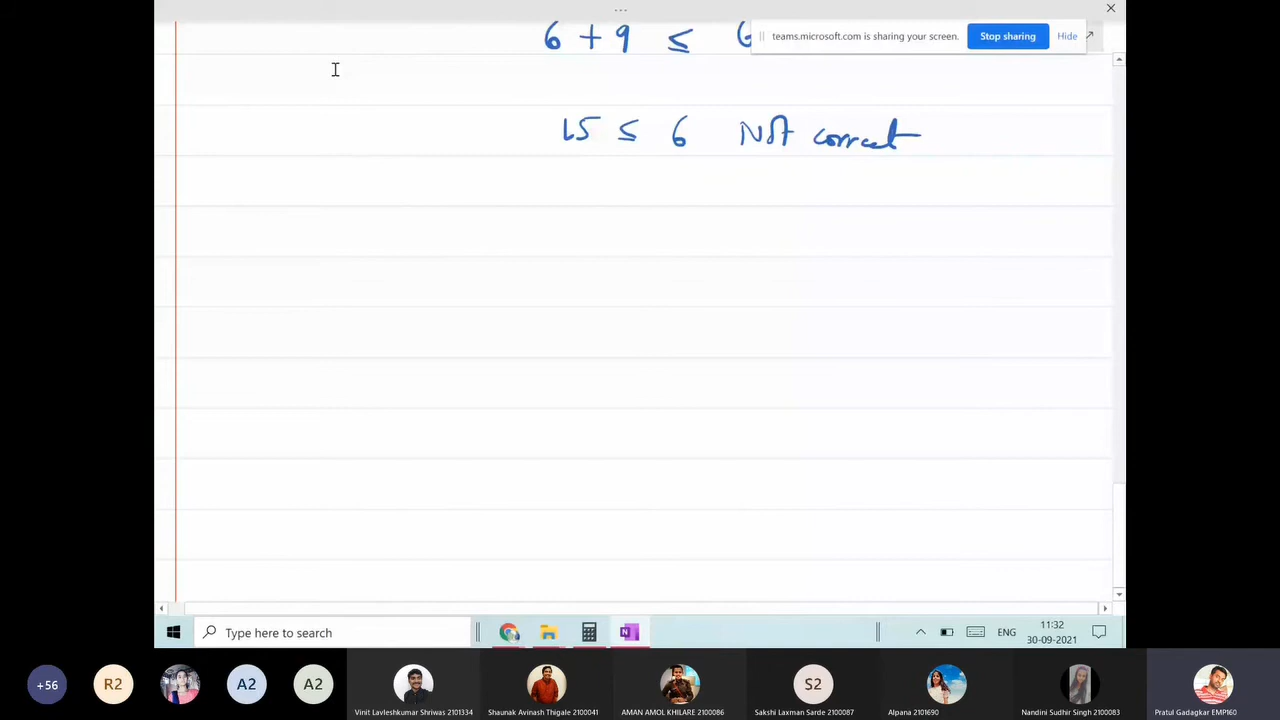 6 + 9 ≤ 6
teams.microsoft.com is sharing your screen. Stop sharing Hide
15 ≤ 6 Not correct
Type here to search
ENG
11:32
30-09-2021
+56 R2 A2 A2 S2
Vinit Lavleshkumar Shriwas 2101334 Shaunak Avinash Thigale 2100041 AMAN AMOL KHILARE 2100086 Sakshi Laxman Sarde 2100087 Alpana 2101690 Nandini Sudhir Singh 2100083 Pratul Gadagkar EMP160